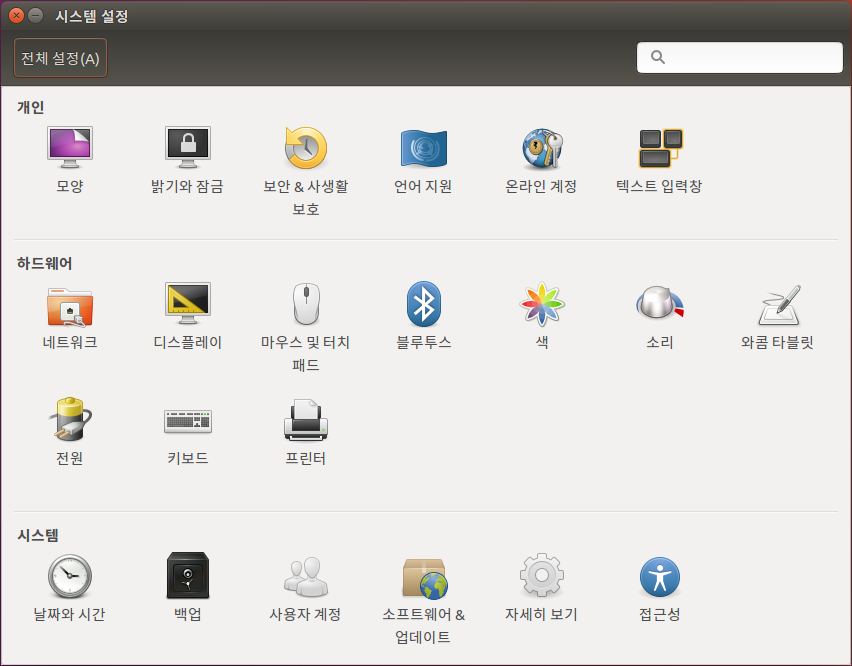 시스템 설정
전체 설정(A)
개인
모양
밝기와 잠금
보안 & 사생활
보호
언어 지원
온라인 계정
텍스트 입력창
하드웨어
네트워크
디스플레이
마우스 및 터치
패드
블루투스
색
소리
와콤 타블릿
전원
키보드
프린터
시스템
날짜와 시간
백업
사용자 계정
소프트웨어 &
업데이트
자세히 보기
접근성